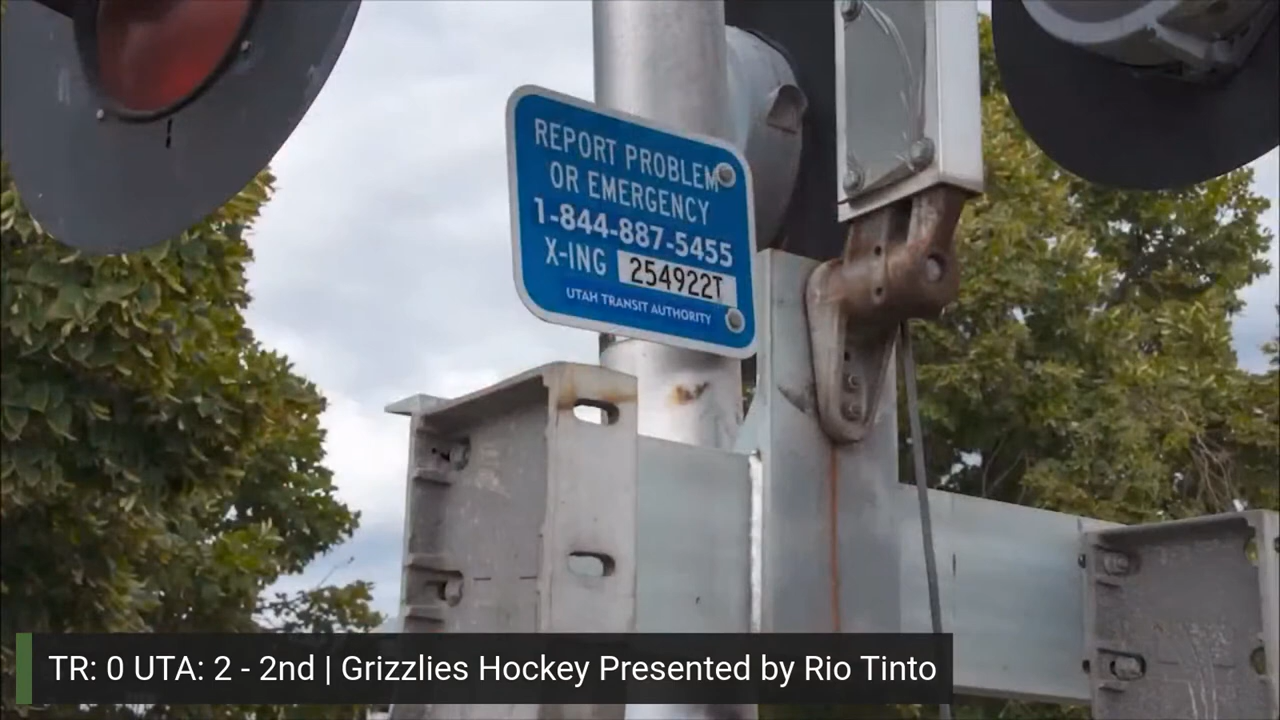 REPORT PROBLEM
OR EMERGENCY
1-844-887-5455
X-ING 254922T
UTAH TRANSIT AUTHORITY
TR: 0 UTA: 2 - 2nd | Grizzlies Hockey Presented by Rio Tinto